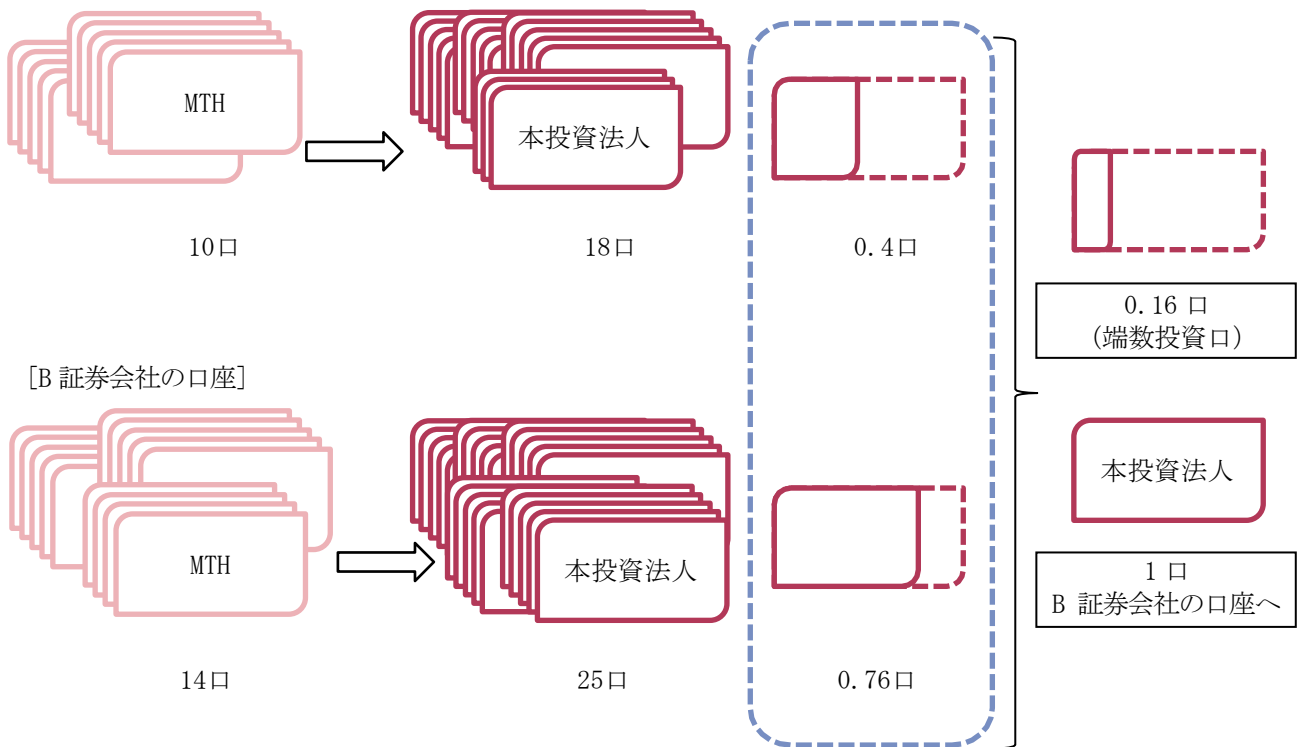 MTH
本投資法人
10口
18口
0.4口
0.16 口
(端数投資口)
[B 証券会社の口座]
MTH
本投資法人
本投資法人
14口
25口
0.76口
1 口
B 証券会社の口座へ